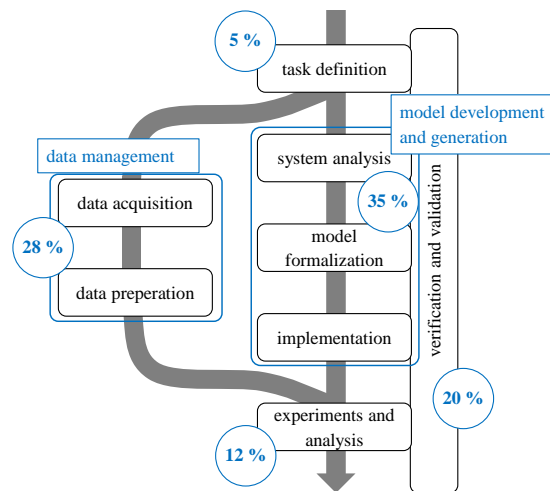 5 %
task definition
model development
and generation
data management
system analysis
data acquisition
35 %
28 %
model
formalization
data preperation
implementation
verification and validation
20 %
experiments and
analysis
12 %